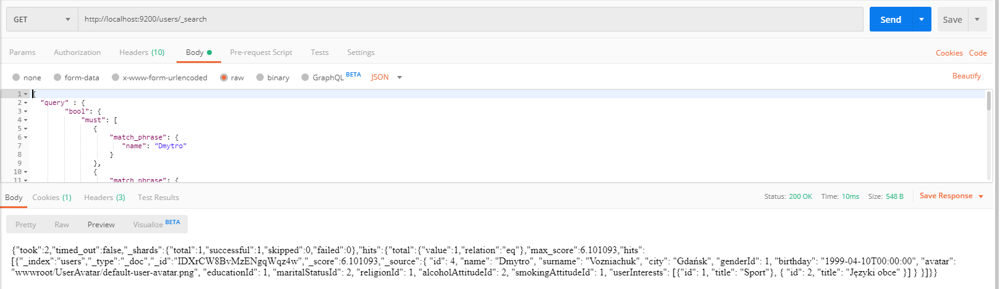 GET http://localhost:9200/users/_search Send Save
Params Authorization Headers (10) Body Pre-request Script Tests Settings Cookies Code
none form-data x-www-form-urlencoded raw binary GraphQL BETA JSON Beautify
1 {
2 "query" : {
3 "bool": {
4 "must": [
5 {
6 "match_phrase": {
7 "name": "Dmytro"
8 }
9 },
10 {
11 "match_phrase": {
Body Cookies (1) Headers (3) Test Results Status: 200 OK Time: 10ms Size: 548 B Save Response
Pretty Raw Preview Visualize BETA
{"took":2,"timed_out":false,"_shards":{"total":1,"successful":1,"skipped":0,"failed":0},"hits":{"total":{"value":1,"relation":"eq"},"max_score":6.101093,"hits":
[{"_index":"users","_type":"_doc","_id":"IDXrCW8BvMzENgqWqz4w","_score":6.101093,"_source":{ "id": 4, "name": "Dmytro", "surname": "Vozniachuk", "city": "Gdańsk", "genderId": 1, "birthday": "1999-04-10T00:00:00", "avatar":
"wwwroot/UserAvatar/default-user-avatar.png", "educationId": 1, "maritalStatusId": 2, "religionId": 1, "alcoholAttitudeId": 2, "smokingAttitudeId": 1, "userInterests": [{"id": 1, "title": "Sport"}, { "id": 2, "title": "Języki obce" }] } }]}}